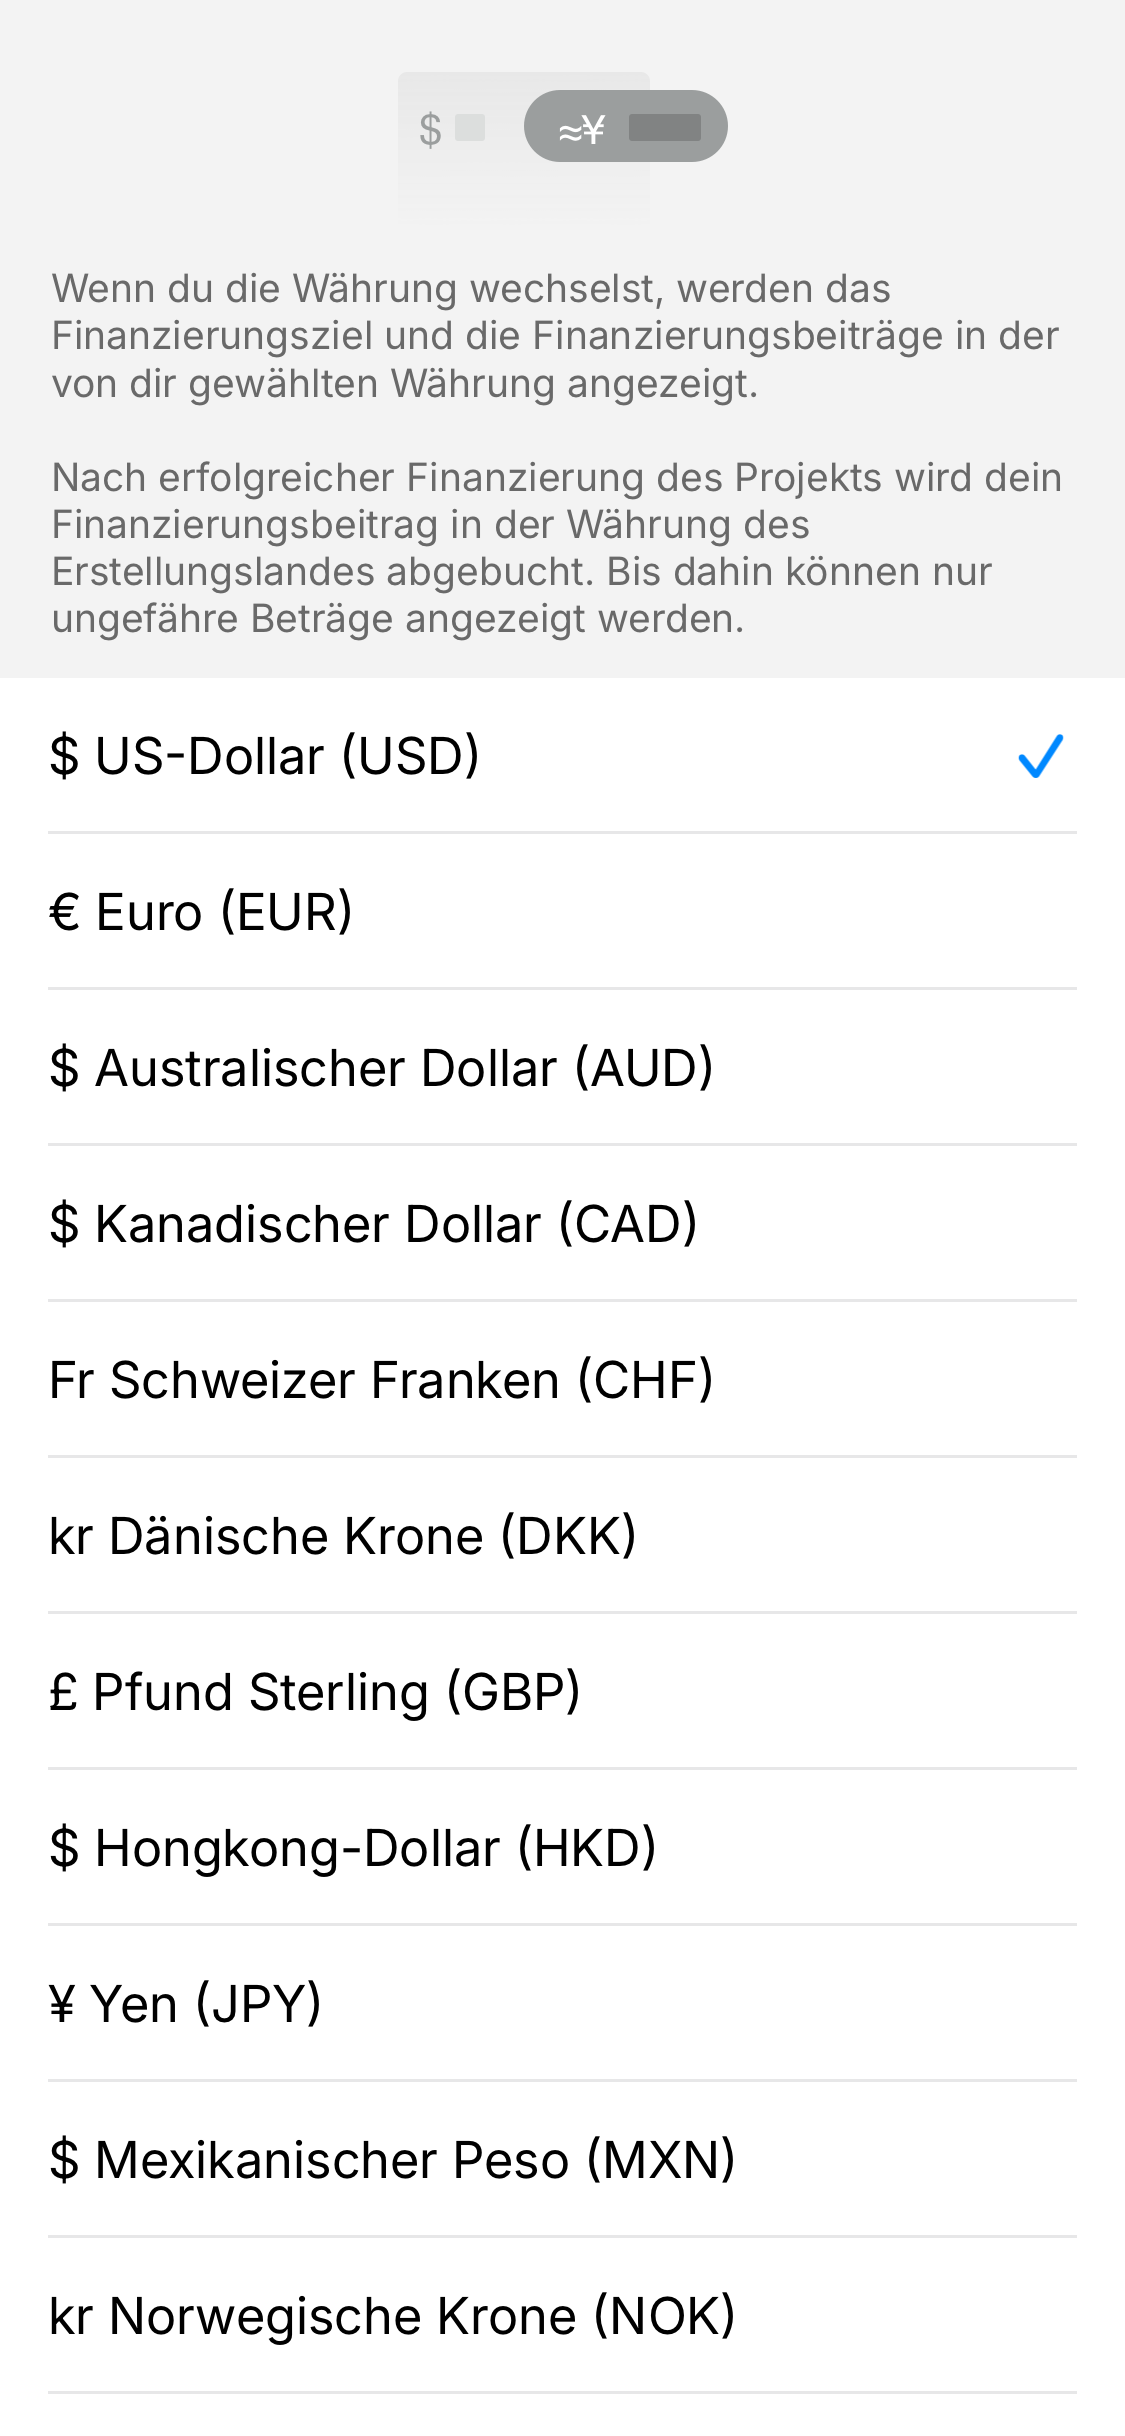 $ ≈¥
Wenn du die Währung wechselst, werden das
Finanzierungsziel und die Finanzierungsbeiträge in der
von dir gewählten Währung angezeigt.
Nach erfolgreicher Finanzierung des Projekts wird dein
Finanzierungsbeitrag in der Währung des
Erstellungslandes abgebucht. Bis dahin können nur
ungefähre Beträge angezeigt werden.
$ US-Dollar (USD)
€ Euro (EUR)
$ Australischer Dollar (AUD)
$ Kanadischer Dollar (CAD)
Fr Schweizer Franken (CHF)
kr Dänische Krone (DKK)
£ Pfund Sterling (GBP)
$ Hongkong-Dollar (HKD)
¥ Yen (JPY)
$ Mexikanischer Peso (MXN)
kr Norwegische Krone (NOK)